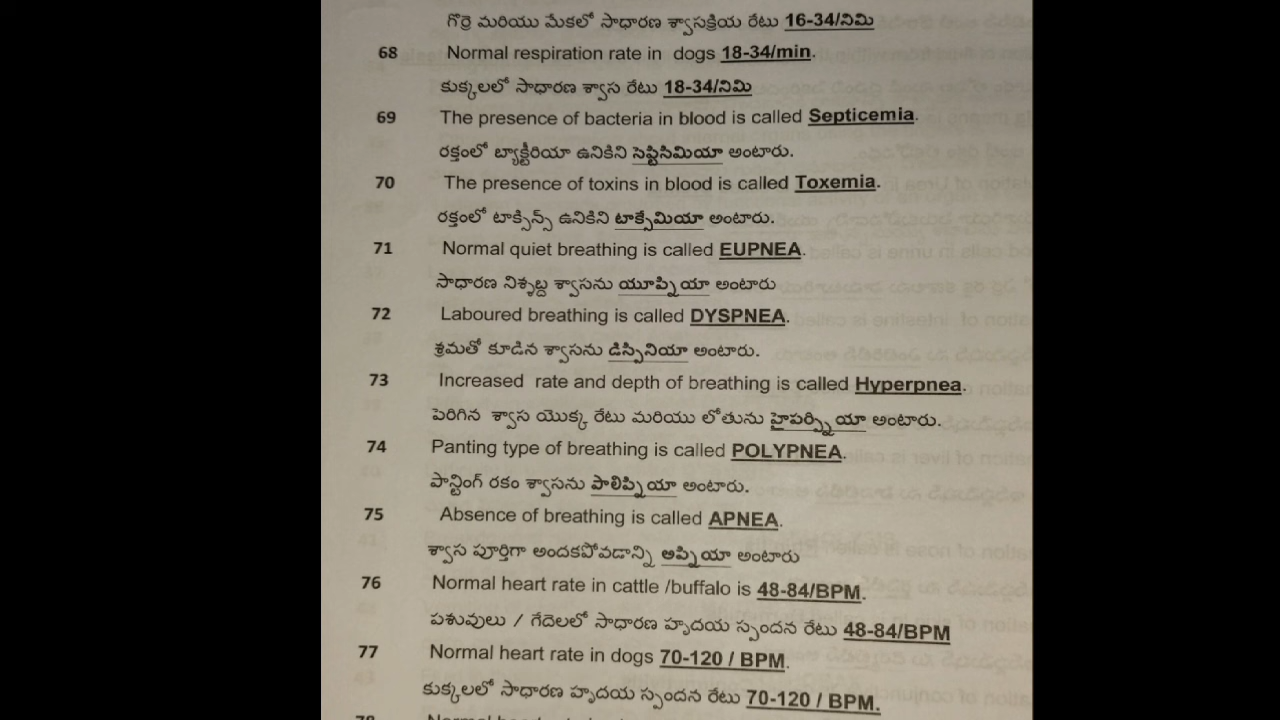 గొర్రె మరియు మేకలో సాధారణ శ్వాసక్రియ రేటు 16-34/నిమి
68 Normal respiration rate in dogs 18-34/min.
కుక్కలలో సాధారణ శ్వాస రేటు 18-34/నిమి
69 The presence of bacteria in blood is called Septicemia.
రక్తంలో బ్యాక్టీరియా ఉనికిని సెప్టిసిమియా అంటారు.
70 The presence of toxins in blood is called Toxemia.
రక్తంలో టాక్సిన్స్ ఉనికిని టాక్సేమియా అంటారు.
71 Normal quiet breathing is called EUPNEA.
సాధారణ నిశ్శబ్ద శ్వాసను యూప్నియా అంటారు
72 Laboured breathing is called DYSPNEA.
శ్రమతో కూడిన శ్వాసను డిస్పినియా అంటారు.
73 Increased rate and depth of breathing is called Hyperpnea.
పెరిగిన శ్వాస యొక్క రేటు మరియు లోతును హైపర్ప్నియా అంటారు.
74 Panting type of breathing is called POLYPNEA.
పాన్టింగ్ రకం శ్వాసను పాలిప్నియా అంటారు.
75 Absence of breathing is called APNEA.
శ్వాస పూర్తిగా అందకపోవడాన్ని అప్నియా అంటారు
76 Normal heart rate in cattle /buffalo is 48-84/BPM.
పశువులు / గేదెలలో సాధారణ హృదయ స్పందన రేటు 48-84/BPM
77 Normal heart rate in dogs 70-120 / BPM.
కుక్కలలో సాధారణ హృదయ స్పందన రేటు 70-120 / BPM.